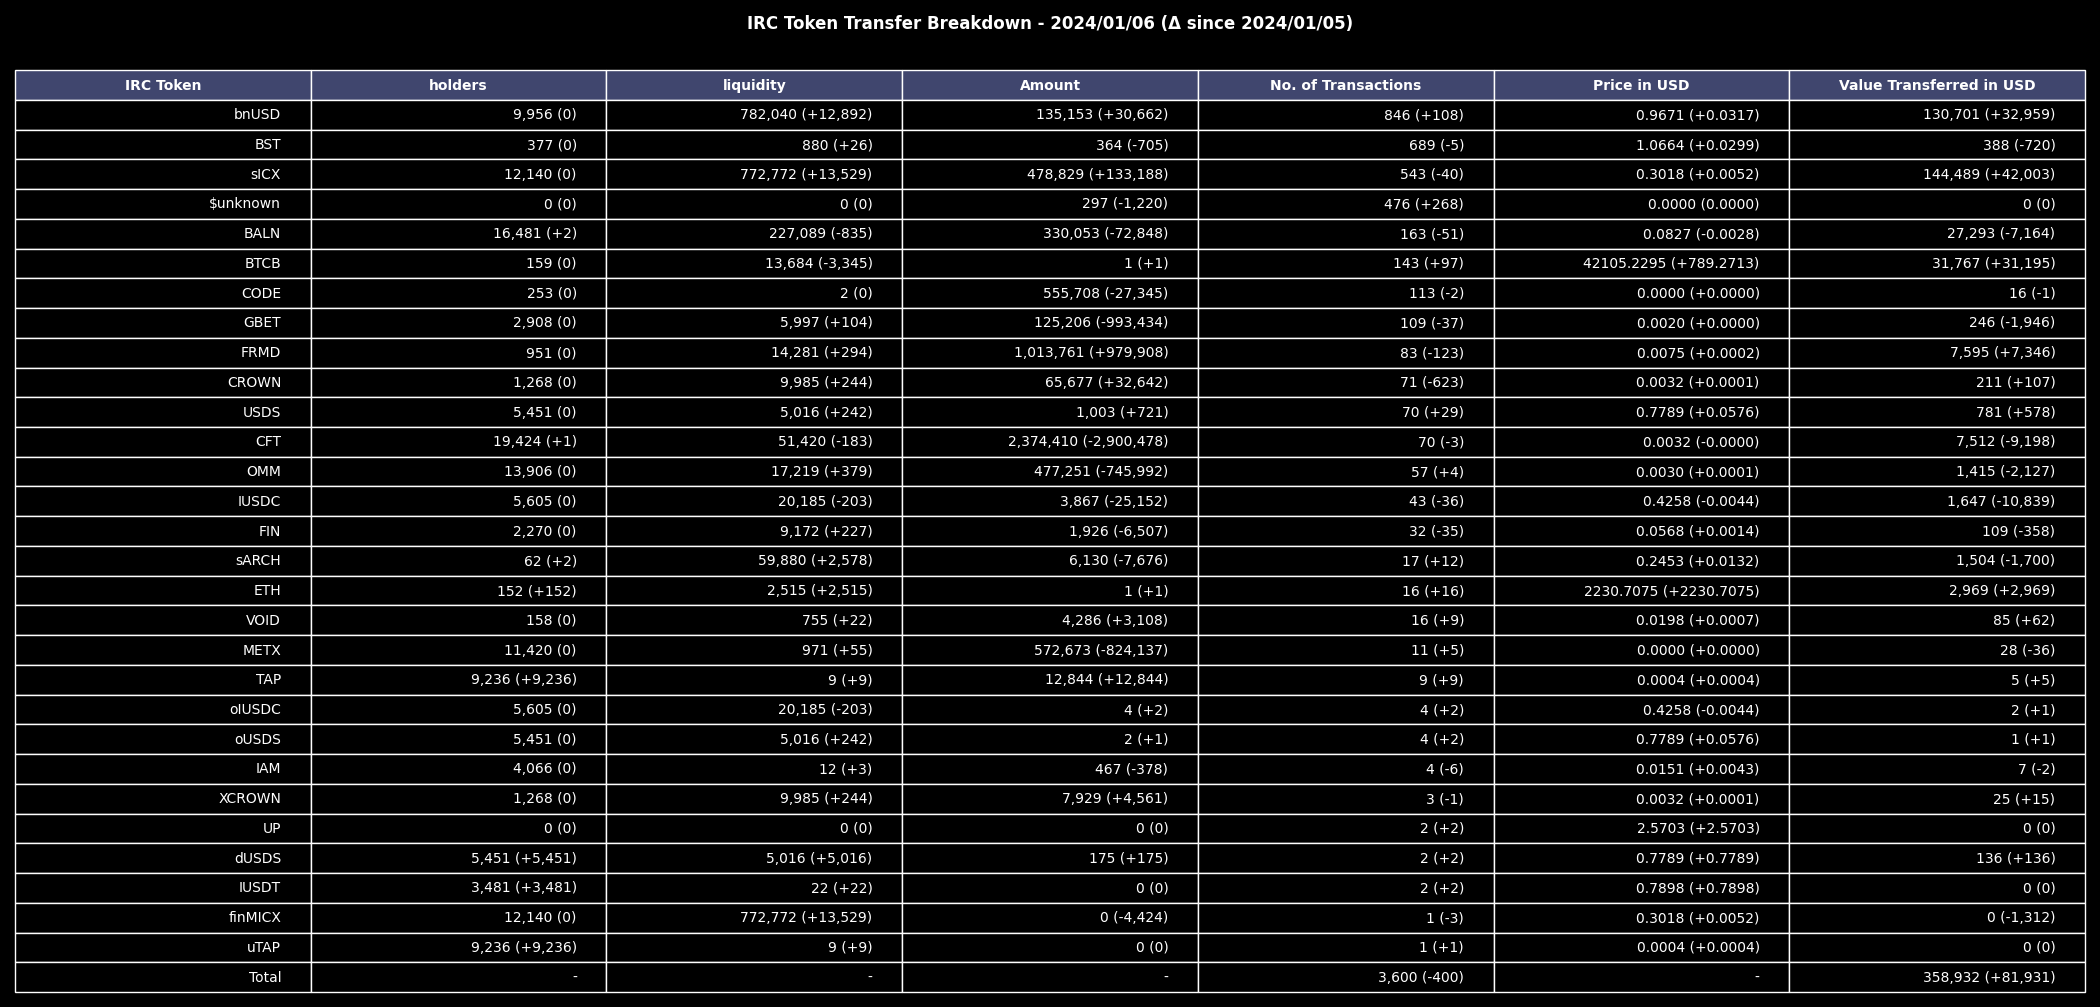 IRC Token Transfer Breakdown - 2024/01/06 (Δ since 2024/01/05)
IRC Token holders liquidity Amount No. of Transactions Price in USD Value Transferred in USD
bnUSD 9,956 (0) 782,040 (+12,892) 135,153 (+30,662) 846 (+108) 0.9671 (+0.0317) 130,701 (+32,959)
BST 377 (0) 880 (+26) 364 (-705) 689 (-5) 1.0664 (+0.0299) 388 (-720)
sICX 12,140 (0) 772,772 (+13,529) 478,829 (+133,188) 543 (-40) 0.3018 (+0.0052) 144,489 (+42,003)
$unknown 0 (0) 0 (0) 297 (-1,220) 476 (+268) 0.0000 (0.0000) 0 (0)
BALN 16,481 (+2) 227,089 (-835) 330,053 (-72,848) 163 (-51) 0.0827 (-0.0028) 27,293 (-7,164)
BTCB 159 (0) 13,684 (-3,345) 1 (+1) 143 (+97) 42105.2295 (+789.2713) 31,767 (+31,195)
CODE 253 (0) 2 (0) 555,708 (-27,345) 113 (-2) 0.0000 (+0.0000) 16 (-1)
GBET 2,908 (0) 5,997 (+104) 125,206 (-993,434) 109 (-37) 0.0020 (+0.0000) 246 (-1,946)
FRMD 951 (0) 14,281 (+294) 1,013,761 (+979,908) 83 (-123) 0.0075 (+0.0002) 7,595 (+7,346)
CROWN 1,268 (0) 9,985 (+244) 65,677 (+32,642) 71 (-623) 0.0032 (+0.0001) 211 (+107)
USDS 5,451 (0) 5,016 (+242) 1,003 (+721) 70 (+29) 0.7789 (+0.0576) 781 (+578)
CFT 19,424 (+1) 51,420 (-183) 2,374,410 (-2,900,478) 70 (-3) 0.0032 (-0.0000) 7,512 (-9,198)
OMM 13,906 (0) 17,219 (+379) 477,251 (-745,992) 57 (+4) 0.0030 (+0.0001) 1,415 (-2,127)
IUSDC 5,605 (0) 20,185 (-203) 3,867 (-25,152) 43 (-36) 0.4258 (-0.0044) 1,647 (-10,839)
FIN 2,270 (0) 9,172 (+227) 1,926 (-6,507) 32 (-35) 0.0568 (+0.0014) 109 (-358)
sARCH 62 (+2) 59,880 (+2,578) 6,130 (-7,676) 17 (+12) 0.2453 (+0.0132) 1,504 (-1,700)
ETH 152 (+152) 2,515 (+2,515) 1 (+1) 16 (+16) 2230.7075 (+2230.7075) 2,969 (+2,969)
VOID 158 (0) 755 (+22) 4,286 (+3,108) 16 (+9) 0.0198 (+0.0007) 85 (+62)
METX 11,420 (0) 971 (+55) 572,673 (-824,137) 11 (+5) 0.0000 (+0.0000) 28 (-36)
TAP 9,236 (+9,236) 9 (+9) 12,844 (+12,844) 9 (+9) 0.0004 (+0.0004) 5 (+5)
oIUSDC 5,605 (0) 20,185 (-203) 4 (+2) 4 (+2) 0.4258 (-0.0044) 2 (+1)
oUSDS 5,451 (0) 5,016 (+242) 2 (+1) 4 (+2) 0.7789 (+0.0576) 1 (+1)
IAM 4,066 (0) 12 (+3) 467 (-378) 4 (-6) 0.0151 (+0.0043) 7 (-2)
XCROWN 1,268 (0) 9,985 (+244) 7,929 (+4,561) 3 (-1) 0.0032 (+0.0001) 25 (+15)
UP 0 (0) 0 (0) 0 (0) 2 (+2) 2.5703 (+2.5703) 0 (0)
dUSDS 5,451 (+5,451) 5,016 (+5,016) 175 (+175) 2 (+2) 0.7789 (+0.7789) 136 (+136)
IUSDT 3,481 (+3,481) 22 (+22) 0 (0) 2 (+2) 0.7898 (+0.7898) 0 (0)
finMICX 12,140 (0) 772,772 (+13,529) 0 (-4,424) 1 (-3) 0.3018 (+0.0052) 0 (-1,312)
uTAP 9,236 (+9,236) 9 (+9) 0 (0) 1 (+1) 0.0004 (+0.0004) 0 (0)
Total - - - 3,600 (-400) - 358,932 (+81,931)